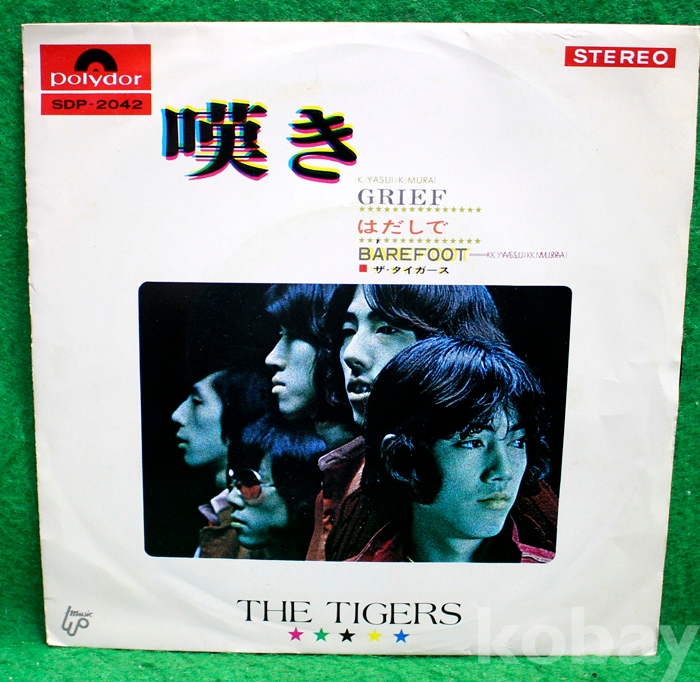 polydor
SDP-2042
STEREO
嘆き
(K. YASUI-K. MURAI)
GRIEF
はだしで
BAREFOOT
ザ・タイガース
THE TIGERS
music
kobay